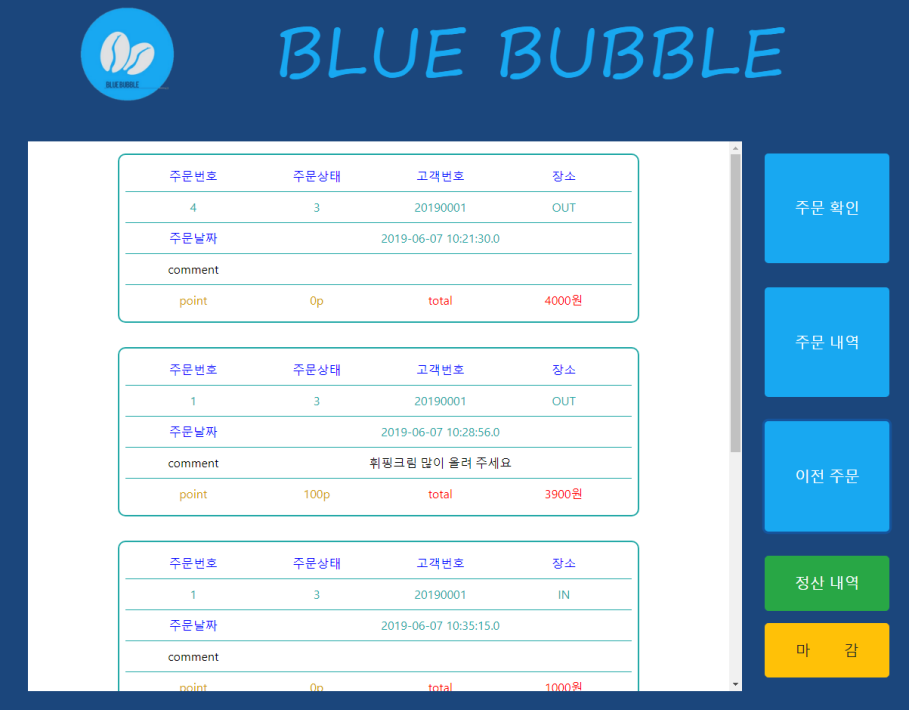 BLUE BUBBLE
BLUE BUBBLE
주문번호 주문상태 고객번호 장소
4 3 20190001 OUT
주문날짜 2019-06-07 10:21:30.0
comment
point 0p total 4000원
주문번호 주문상태 고객번호 장소
1 3 20190001 OUT
주문날짜 2019-06-07 10:28:56.0
comment 휘핑크림 많이 올려 주세요
point 100p total 3900원
주문번호 주문상태 고객번호 장소
1 3 20190001 IN
주문날짜 2019-06-07 10:35:15.0
comment
point 0p total 1000원
주문 확인
주문 내역
이전 주문
정산 내역
마 감